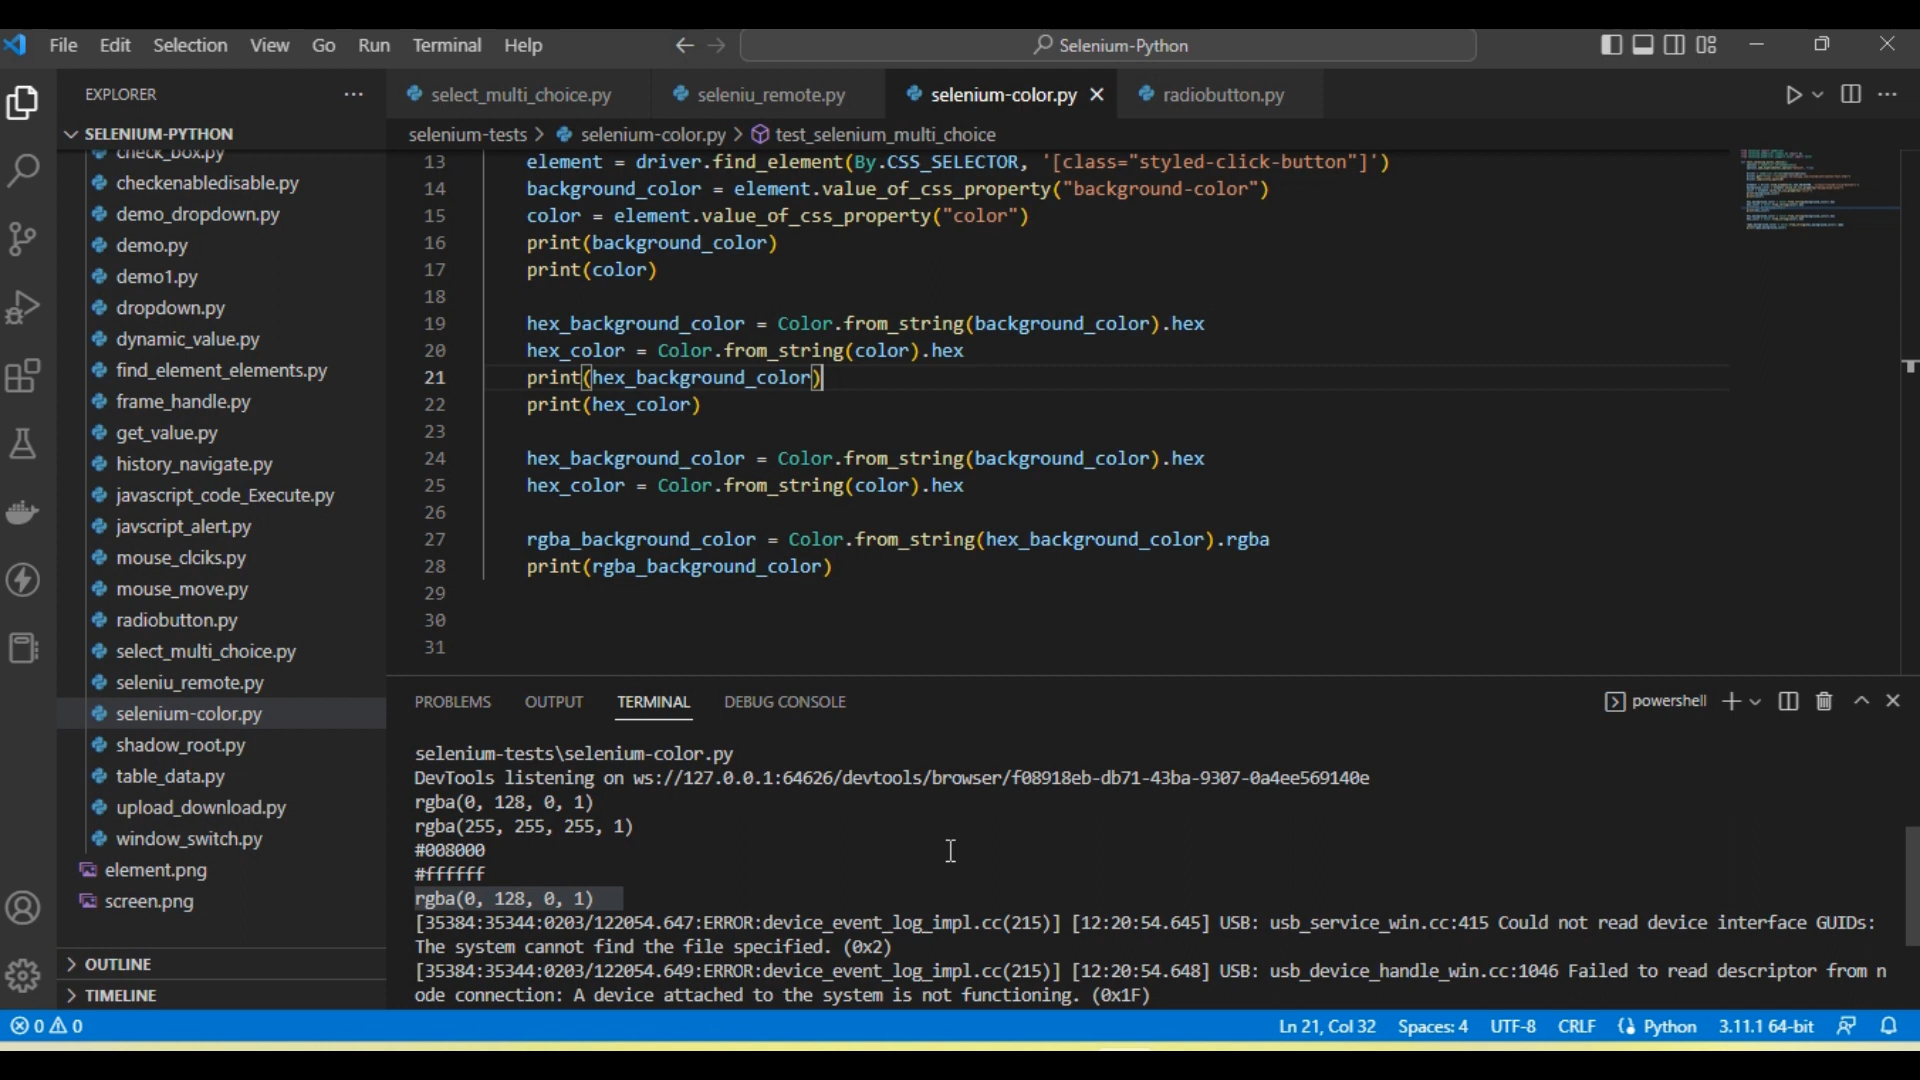 File Edit Selection View Go Run Terminal Help
Selenium-Python
EXPLORER
select_multi_choice.py
seleniu_remote.py
selenium-color.py
radiobutton.py
SELENIUM-PYTHON
selenium-tests > selenium-color.py > test_selenium_multi_choice
check_box.py
checkenabledisable.py
demo_dropdown.py
demo.py
demo1.py
dropdown.py
dynamic_value.py
find_element_elements.py
frame_handle.py
get_value.py
history_navigate.py
javascript_code_Execute.py
javscript_alert.py
mouse_clciks.py
mouse_move.py
radiobutton.py
select_multi_choice.py
seleniu_remote.py
selenium-color.py
shadow_root.py
table_data.py
upload_download.py
window_switch.py
element.png
screen.png
OUTLINE
TIMELINE
13 element = driver.find_element(By.CSS_SELECTOR, '[class="styled-click-button"]')
14 background_color = element.value_of_css_property("background-color")
15 color = element.value_of_css_property("color")
16 print(background_color)
17 print(color)
18
19 hex_background_color = Color.from_string(background_color).hex
20 hex_color = Color.from_string(color).hex
21 print(hex_background_color)
22 print(hex_color)
23
24 hex_background_color = Color.from_string(background_color).hex
25 hex_color = Color.from_string(color).hex
26
27 rgba_background_color = Color.from_string(hex_background_color).rgba
28 print(rgba_background_color)
29
30
31
PROBLEMS OUTPUT TERMINAL DEBUG CONSOLE
powershell
selenium-tests\selenium-color.py
DevTools listening on ws://127.0.0.1:64626/devtools/browser/f08918eb-db71-43ba-9307-0a4ee569140e
rgba(0, 128, 0, 1)
rgba(255, 255, 255, 1)
#008000
#ffffff
rgba(0, 128, 0, 1)
[35384:35344:0203/122054.647:ERROR:device_event_log_impl.cc(215)] [12:20:54.645] USB: usb_service_win.cc:415 Could not read device interface GUIDs:
The system cannot find the file specified. (0x2)
[35384:35344:0203/122054.649:ERROR:device_event_log_impl.cc(215)] [12:20:54.648] USB: usb_device_handle_win.cc:1046 Failed to read descriptor from n
ode connection: A device attached to the system is not functioning. (0x1F)
0 0
Ln 21, Col 32 Spaces: 4 UTF-8 CRLF Python 3.11.1 64-bit